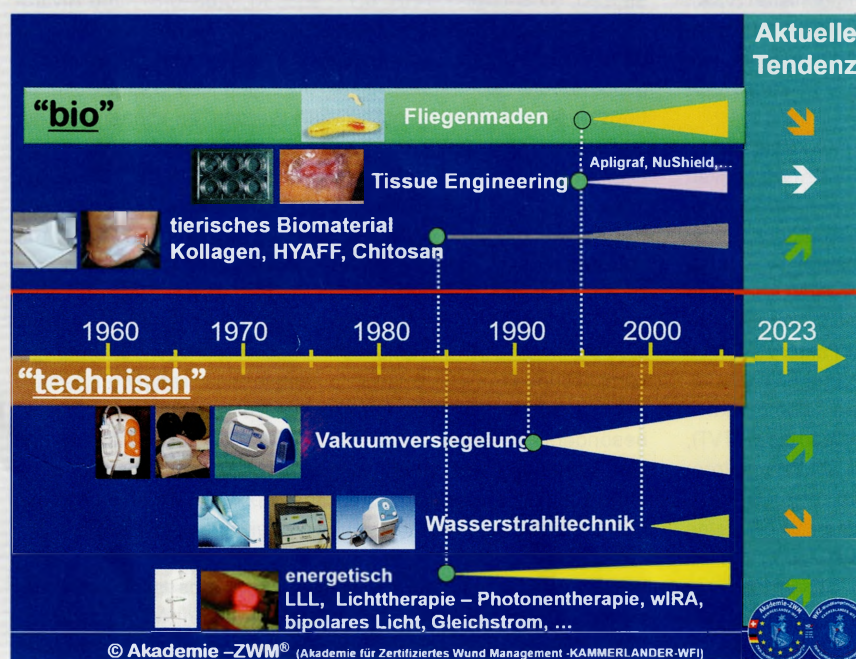 Aktuelle
Tendenz
"bio"
Fliegenmaden
Apligraf, NuShield,...
Tissue Engineering
tierisches Biomaterial
Kollagen, HYAFF, Chitosan
1960 1970 1980 1990 2000 2023
"technisch"
Vakuumversiegelung
Wasserstrahltechnik
energetisch
LLL, Lichttherapie – Photonentherapie, wIRA,
bipolares Licht, Gleichstrom, ...
© Akademie –ZWM® (Akademie für Zertifiziertes Wund Management -KAMMERLANDER-WFI)
Akademie-ZWM